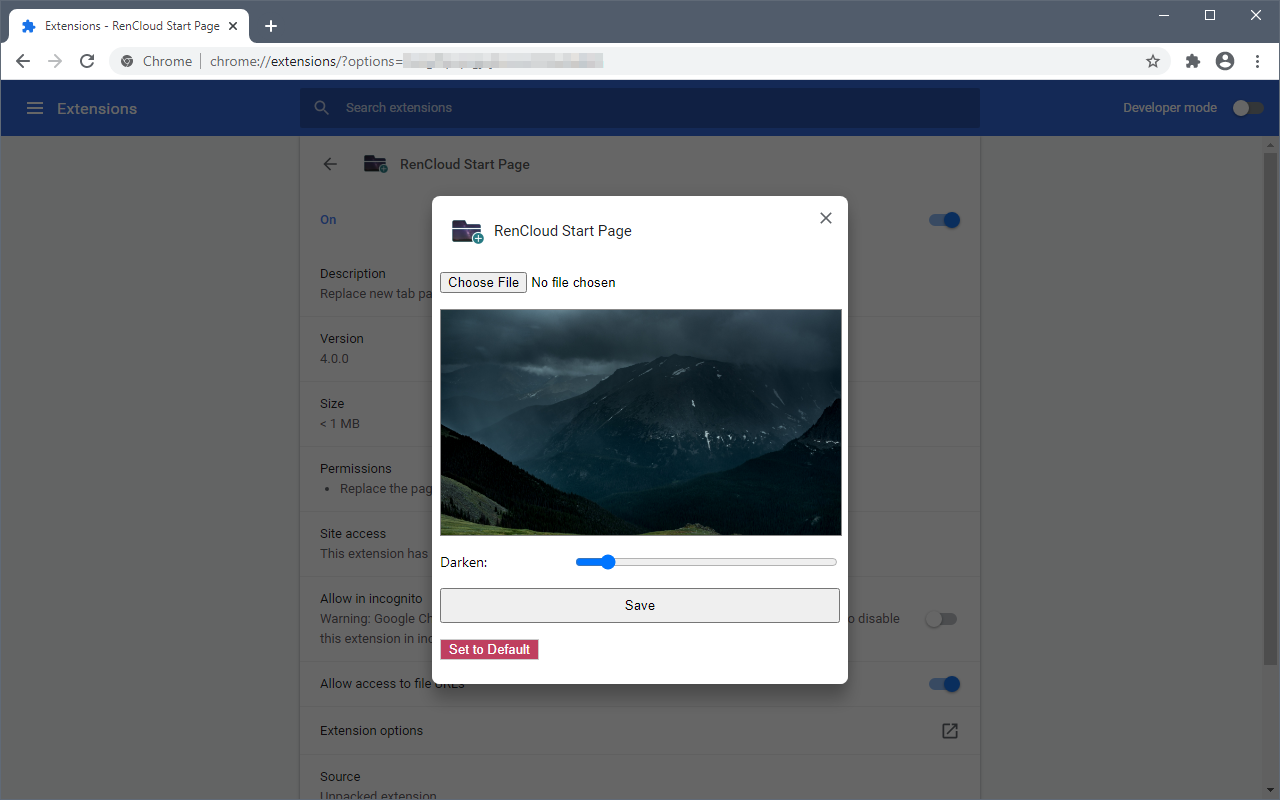 Extensions - RenCloud Start Page
Chrome
chrome://extensions/?options=
Extensions
Search extensions
Developer mode
RenCloud Start Page
On
Description
Replace new tab pa
Version
4.0.0
Size
< 1 MB
Permissions
• Replace the pag
Site access
This extension has
Allow in incognito
Warning: Google Ch
o disable
this extension in inc
Allow access to file URLs
Extension options
Source
Unpacked extension
RenCloud Start Page
Choose File No file chosen
Darken:
Save
Set to Default